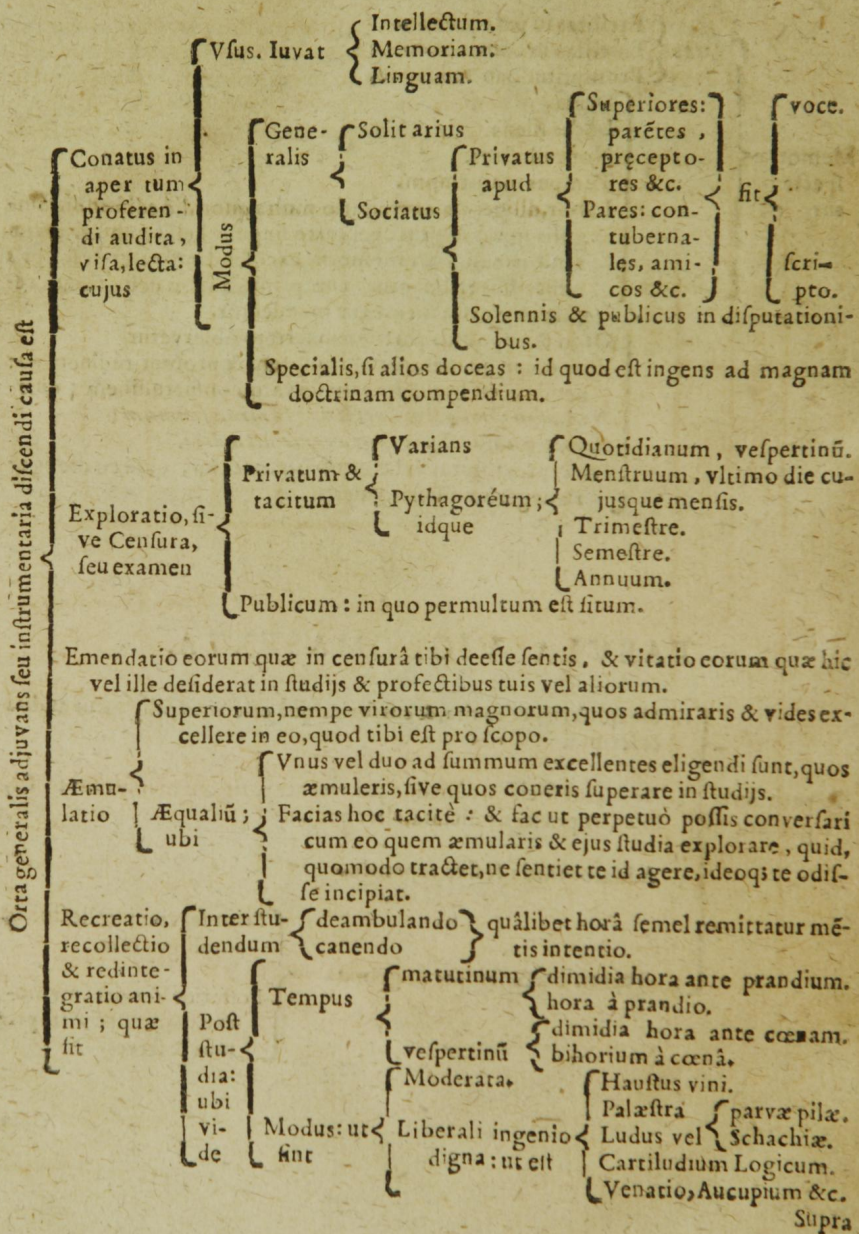 Orta generalis adjuvans seu instrumentaria discendi causa est
Conatus in
aper tum
proferen-
di audita,
visa, lecta:
cujus
Vsus. Iuvat
Intellectum.
Memoriam.
Linguam.
Modus
Gene-
ralis
Solitarius
Sociatus
Privatus
apud
Superiores:
parētes,
pręcepto-
res &c.
Pares: con-
tuberna-
lęs, ami-
cos &c.
fit
voce.
scri-
pto.
Solennis & publicus in disputationi-
bus.
Specialis, si alios doceas : id quod est ingens ad magnam
doctrinam compendium.
Exploratio, si-
ve Censura,
seu examen
Privatum &
tacitum
Varians
Pythagoréum;
idque
Quotidianum, vespertinū.
Menstruum, vltimo die cu-
jusque mensis.
Trimestre.
Semestre.
Annuum.
Publicum : in quo permultum est situm.
Emendatio eorum quæ in censurâ tibi deesse sentis, & vitatio eorum quæ hic
vel ille desiderat in studijs & profectibus tuis vel aliorum.
Æmu-
latio
Superiorum, nempe virorum magnorum, quos admiraris & vides ex-
cellere in eo, quod tibi est pro scopo.
Æqualiū;
ubi
Vnus vel duo ad summum excellentes eligendi sunt, quos
æmuleris, sive quos coneris superare in studijs.
Facias hoc tacitè : & fac ut perpetuò possis conversari
cum eo quem æmularis & ejus studia explorare, quid,
quomodo tractet, ne sentiet te id agere, ideoq; te odis-
se incipiat.
Recreatio,
recollectio
& redinte-
gratio ani-
mi ; quæ
sit
Inter stu-
dendum
deambulando
canendo
quâlibet horâ semel remittatur mē-
tis intentio.
Post
stu-
dia:
ubi
vi-
de
Tempus
matutinum
dimidia hora ante prandium.
hora à prandio.
vespertinū
dimidia hora ante cœnam.
bihorium à cœnâ.
Modus: ut
sint
Moderata.
Liberali ingenio
digna : ut est
Haustus vini.
Palæstra
Ludus vel
parvæ pilæ.
Schachiæ.
Cartiludium Logicum.
Venatio, Aucupium &c.
Supra